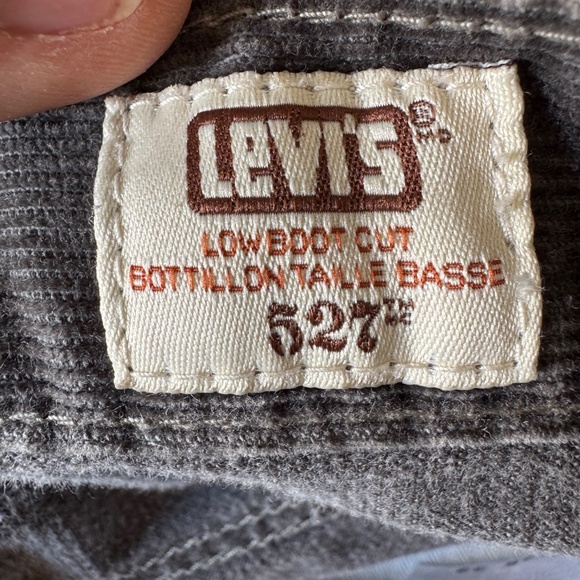 LEVI'S®
LOW BOOT CUT
BOTTILLON TAILLE BASSE
527™